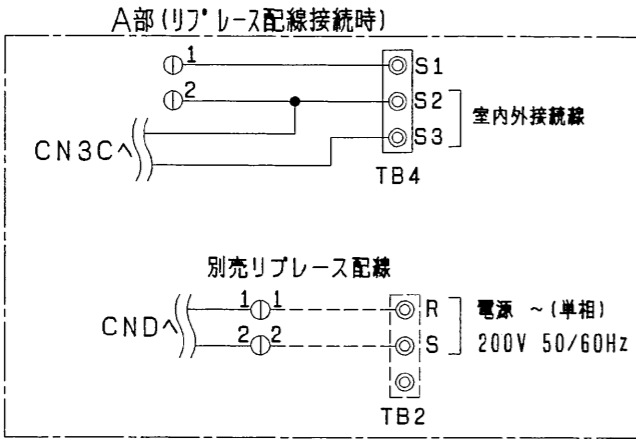 A部(リプレース配線接続時)
1
S1
2
S2
室内外接続線
S3
CN3Cへ
TB4
別売リプレース配線
1 1
R
電源 ~(単相)
CNDへ
2 2
S
200V 50/60Hz
TB2